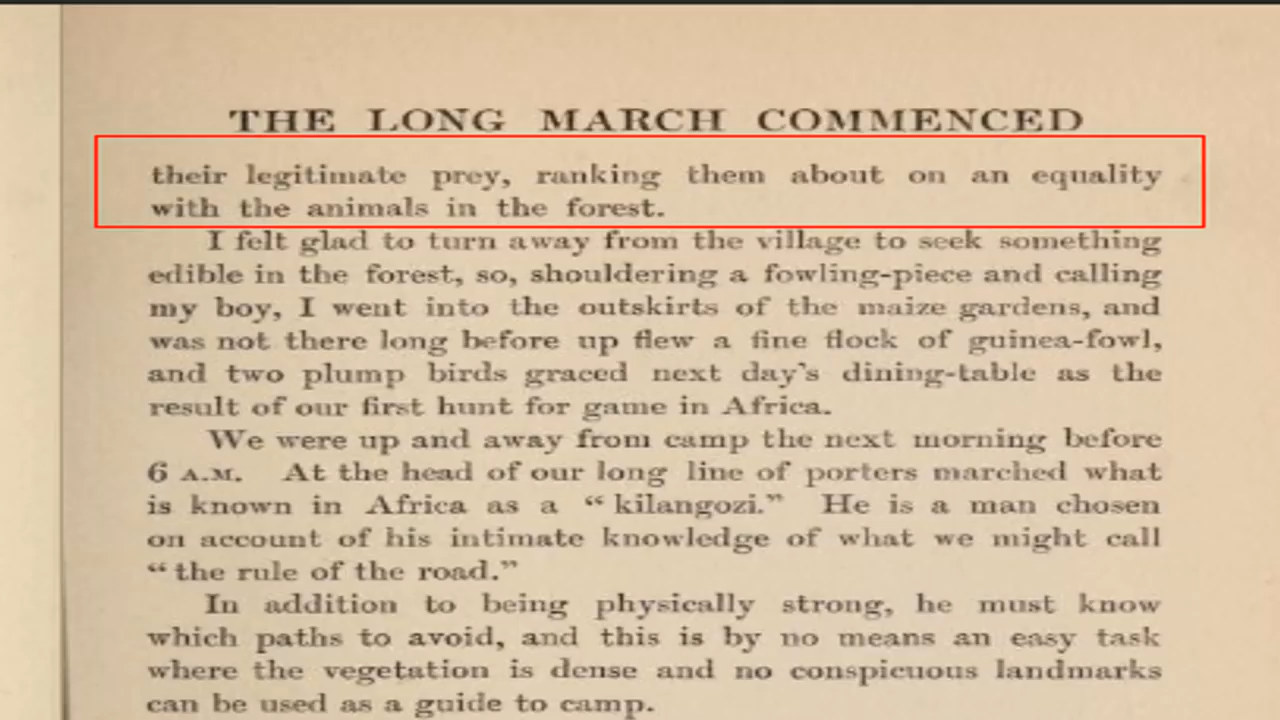 THE LONG MARCH COMMENCED
their legitimate prey, ranking them about on an equality
with the animals in the forest.
I felt glad to turn away from the village to seek something
edible in the forest, so, shouldering a fowling-piece and calling
my boy, I went into the outskirts of the maize gardens, and
was not there long before up flew a fine flock of guinea-fowl,
and two plump birds graced next day's dining-table as the
result of our first hunt for game in Africa.
We were up and away from camp the next morning before
6 A.M. At the head of our long line of porters marched what
is known in Africa as a “kilangozi.” He is a man chosen
on account of his intimate knowledge of what we might call
“the rule of the road.”
In addition to being physically strong, he must know
which paths to avoid, and this is by no means an easy task
where the vegetation is dense and no conspicuous landmarks
can be used as a guide to camp.